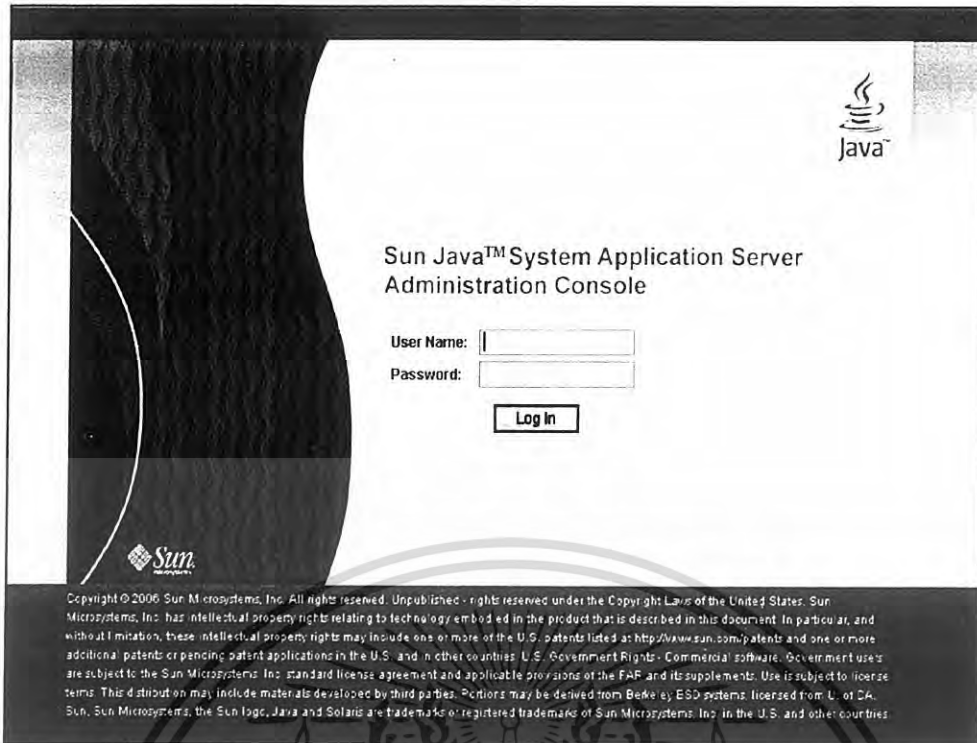 Java™
Sun Java™ System Application Server
Administration Console
User Name:
Password:
Log In
Sun
microsystems
Copyright © 2006 Sun Microsystems, Inc. All rights reserved. Unpublished - rights reserved under the Copyright Laws of the United States. Sun
Microsystems, Inc. has intellectual property rights relating to technology embodied in the product that is described in this document. In particular, and
without limitation, these intellectual property rights may include one or more of the U.S. patents listed at http://www.sun.com/patents and one or more
additional patents or pending patent applications in the U.S. and in other countries. U.S. Government Rights - Commercial software. Government users
are subject to the Sun Microsystems, Inc. standard license agreement and applicable provisions of the FAR and its supplements. Use is subject to license
terms. This distribution may include materials developed by third parties. Portions may be derived from Berkeley BSD systems, licensed from U. of CA.
Sun, Sun Microsystems, the Sun logo, Java and Solaris are trademarks or registered trademarks of Sun Microsystems, Inc. in the U.S. and other countries.